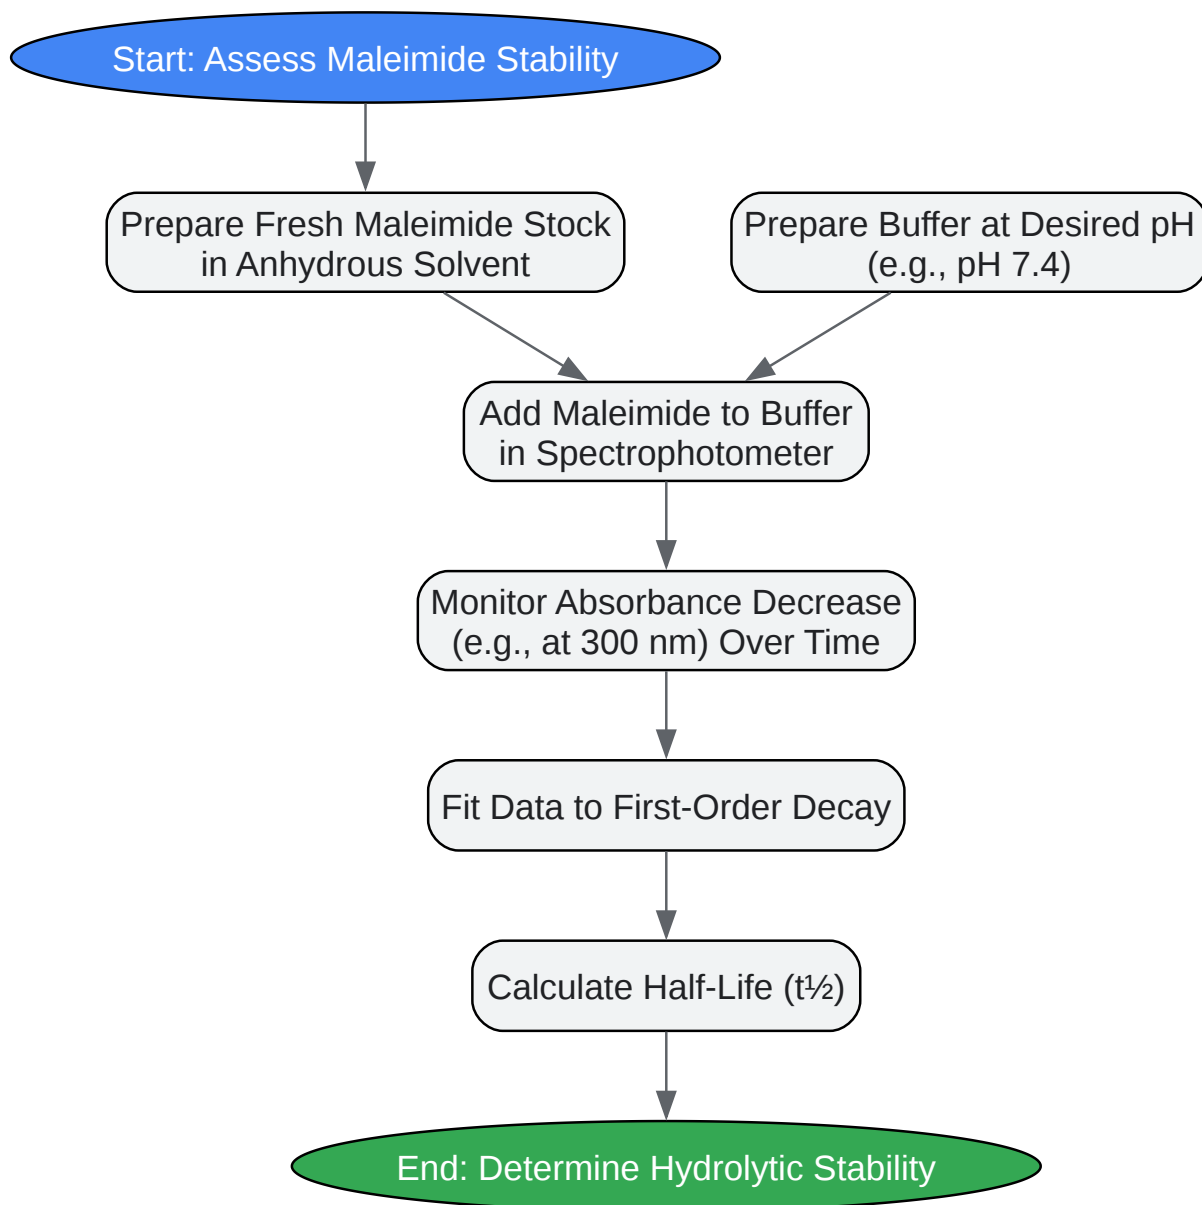 Start: Assess Maleimide Stability
Prepare Fresh Maleimide Stock
in Anhydrous Solvent
Prepare Buffer at Desired pH
(e.g., pH 7.4)
Add Maleimide to Buffer
in Spectrophotometer
Monitor Absorbance Decrease
(e.g., at 300 nm) Over Time
Fit Data to First-Order Decay
Calculate Half-Life (t½)
End: Determine Hydrolytic Stability